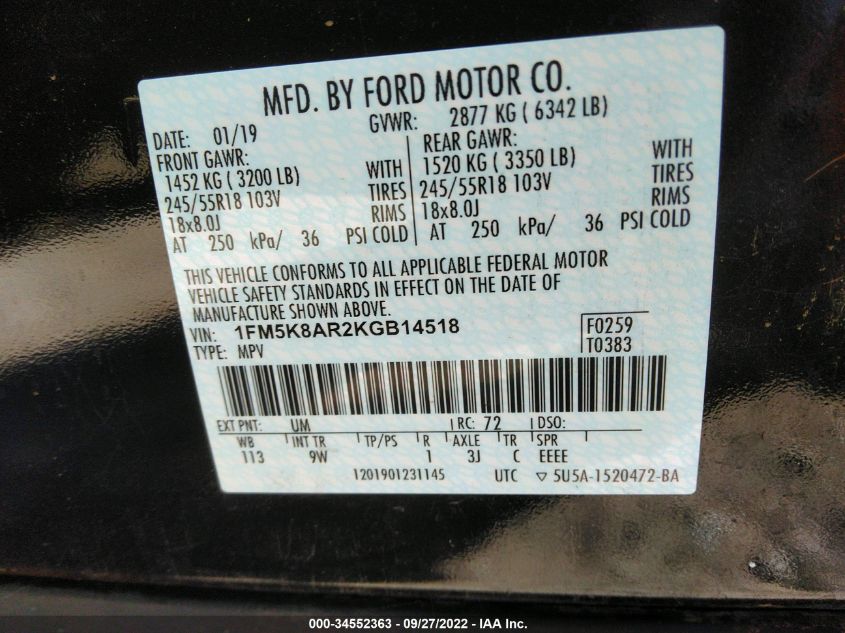 MFD. BY FORD MOTOR CO.
DATE: 01/19 GVWR: 2877 KG ( 6342 LB)
FRONT GAWR: REAR GAWR:
1452 KG ( 3200 LB) WITH 1520 KG ( 3350 LB) WITH
245/55R18 103V TIRES 245/55R18 103V TIRES
18x8.0J RIMS 18x8.0J RIMS
AT 250 kPa/ 36 PSI COLD AT 250 kPa/ 36 PSI COLD
THIS VEHICLE CONFORMS TO ALL APPLICABLE FEDERAL MOTOR
VEHICLE SAFETY STANDARDS IN EFFECT ON THE DATE OF
MANUFACTURE SHOWN ABOVE.
VIN: 1FM5K8AR2KGB14518 F0259
TYPE: MPV T0383
EXT PNT: UM RC: 72 DSO:
WB INT TR TP/PS R AXLE TR SPR
113 9W 1 3J C EEEE
1201901231145 UTC ▽ 5U5A-1520472-BA
000-34552363 - 09/27/2022 - IAA Inc.